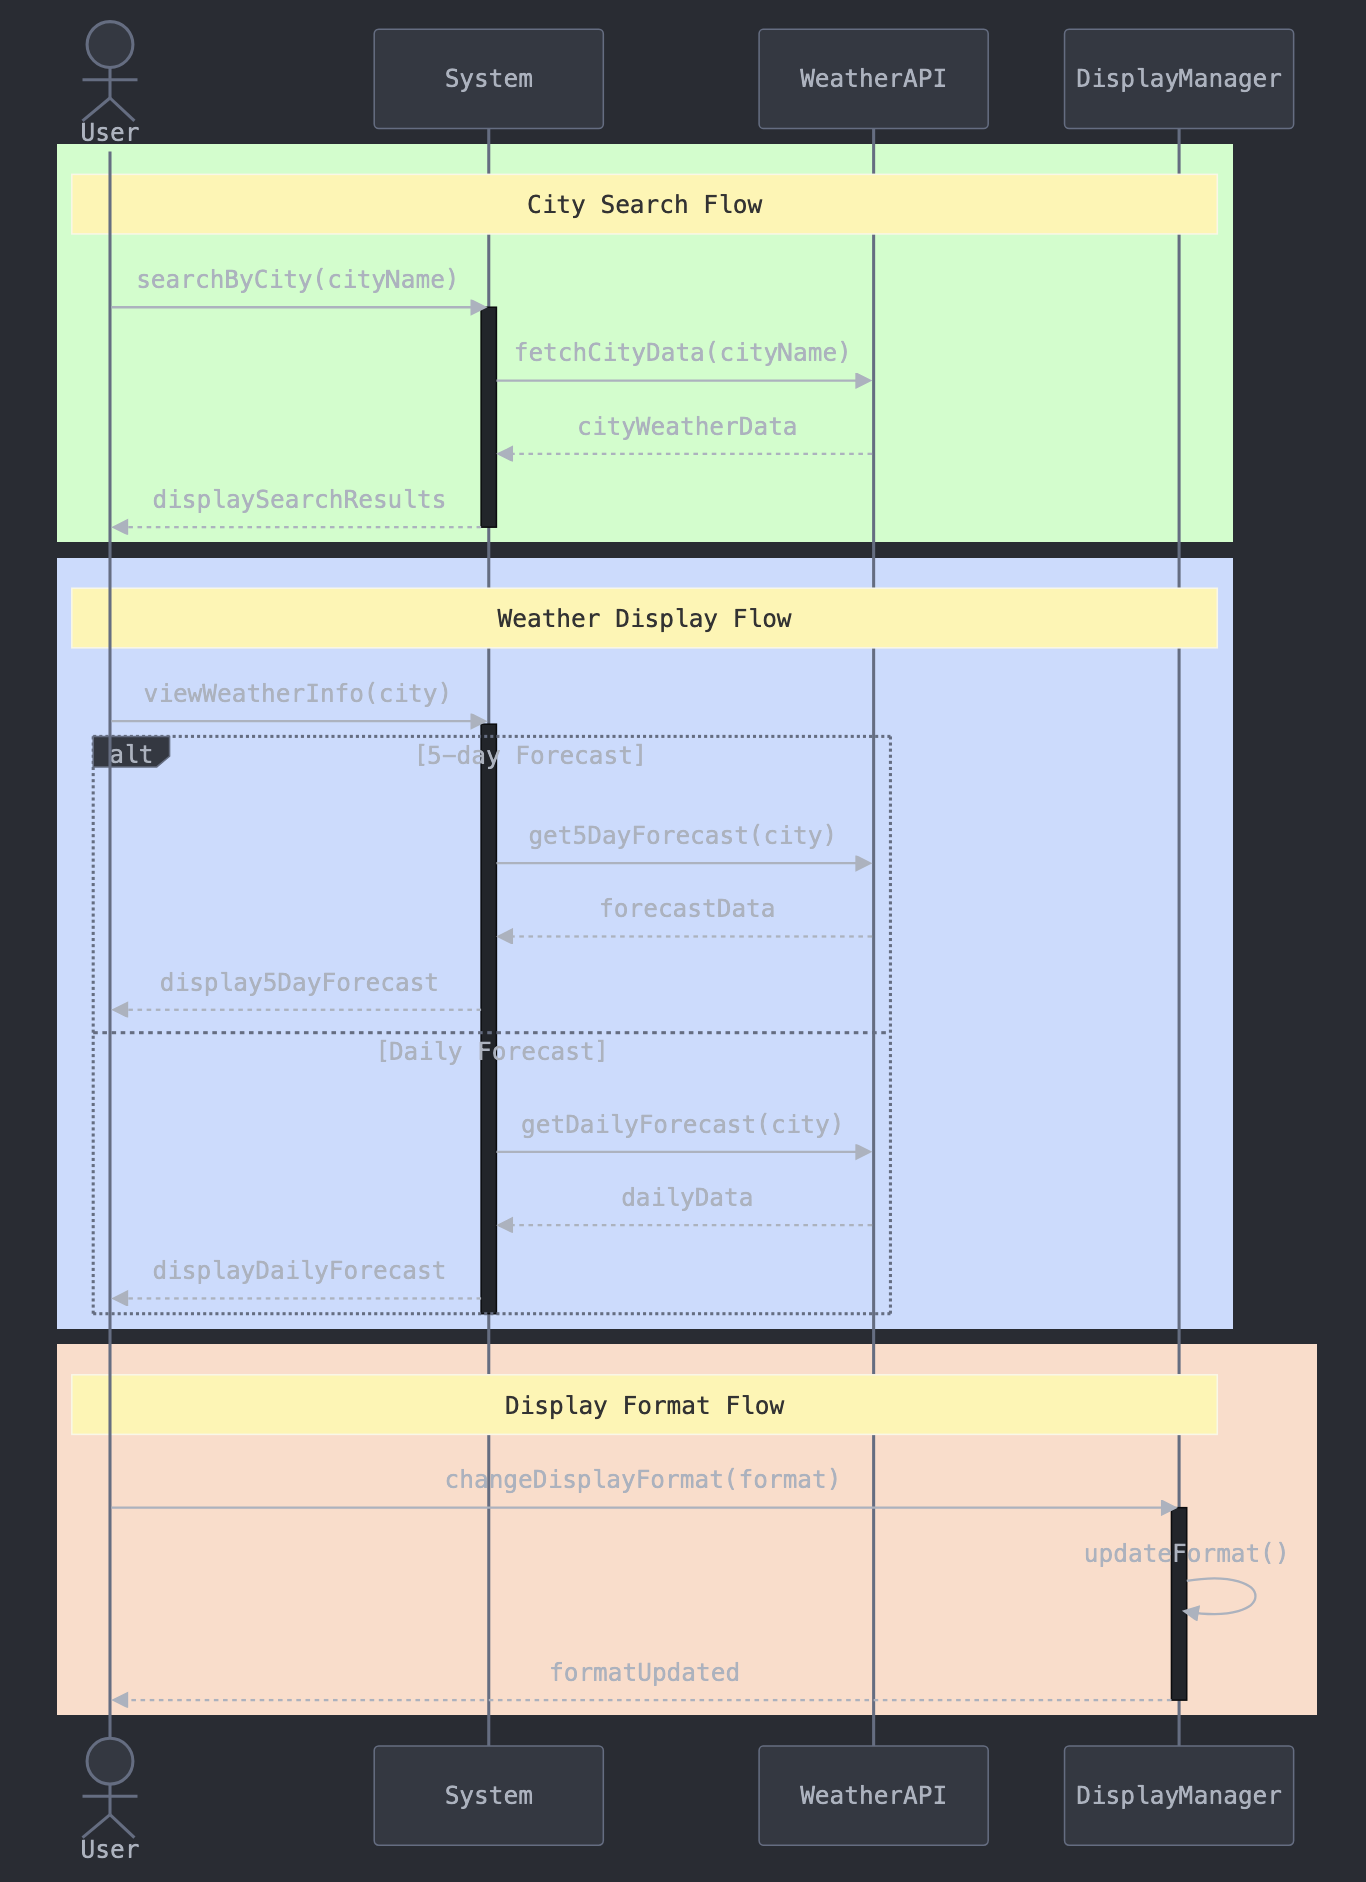 User
System
WeatherAPI
DisplayManager
City Search Flow
searchByCity(cityName)
fetchCityData(cityName)
cityWeatherData
displaySearchResults
Weather Display Flow
viewWeatherInfo(city)
alt
[5-day Forecast]
get5DayForecast(city)
forecastData
display5DayForecast
[Daily Forecast]
getDailyForecast(city)
dailyData
displayDailyForecast
Display Format Flow
changeDisplayFormat(format)
updateFormat()
formatUpdated
User
System
WeatherAPI
DisplayManager